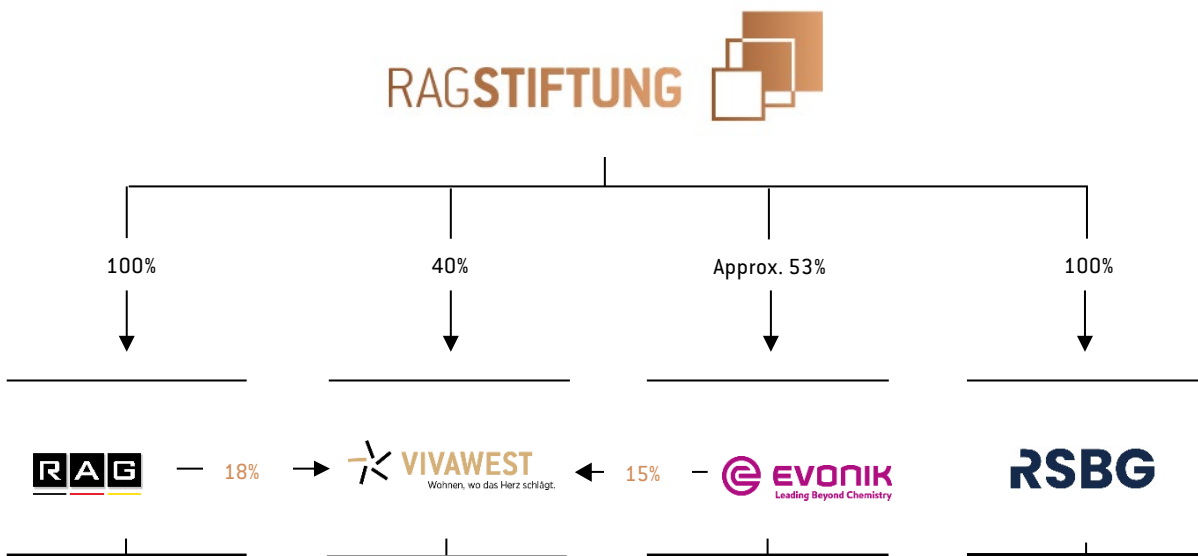 RAGSTIFTUNG
100%
40%
Approx. 53%
100%
RAG
18%
VIVAWEST
Wohnen, wo das Herz schlägt.
15%
EVONIK
Leading Beyond Chemistry
RSBG